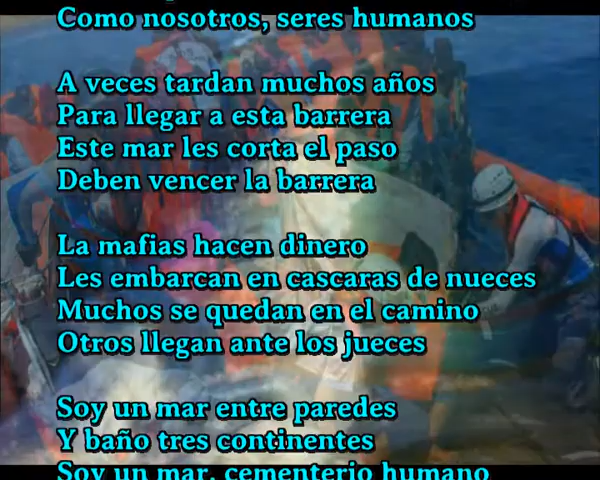 Como nosotros, seres humanos
A veces tardan muchos años
Para llegar a esta barrera
Este mar les corta el paso
Deben vencer la barrera
La mafias hacen dinero
Les embarcan en cascaras de nueces
Muchos se quedan en el camino
Otros llegan ante los jueces
Soy un mar entre paredes
Y baño tres continentes
Soy un mar, cementerio humano